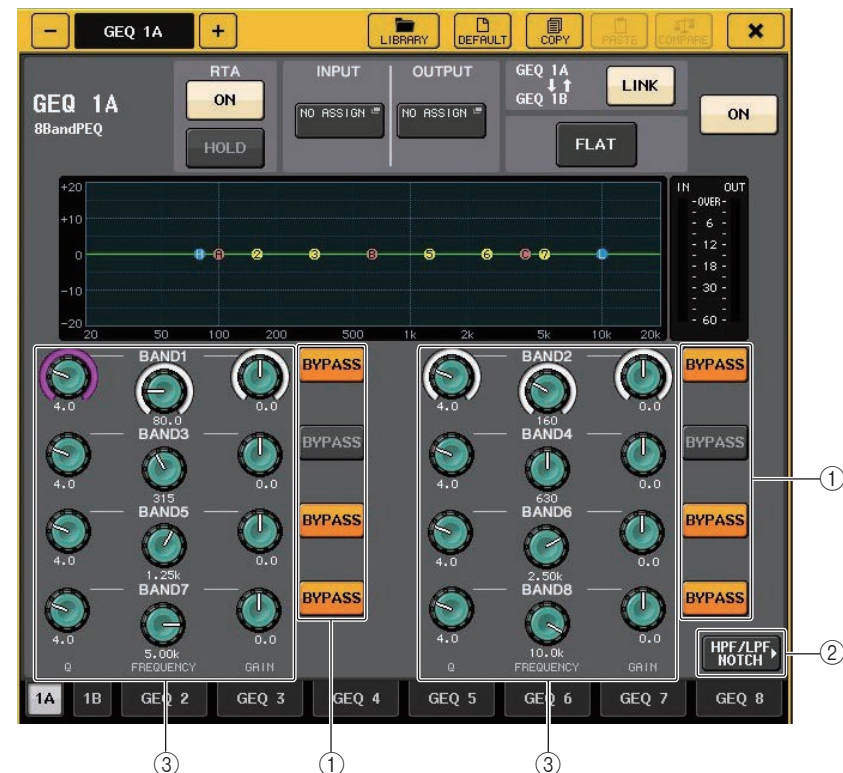 − GEQ 1A + LIBRARY DEFAULT COPY PASTE COMPARE ×
RTA INPUT OUTPUT GEQ 1A
GEQ 1B
LINK
GEQ 1A
8BandPEQ
ON
HOLD
NO ASSIGN NO ASSIGN
FLAT
ON
+20
+10
0
-10
-20
H A 2 3 B 5 6 C 7 L
20 50 100 200 500 1k 2k 5k 10k 20k
IN OUT
-OVER-
- 6 -
- 12 -
- 18 -
- 30 -
- 60 -
BAND1 BYPASS BAND2 BYPASS
4.0 80.0 0.0 4.0 160 0.0
BAND3 BYPASS BAND4 BYPASS
4.0 315 0.0 4.0 630 0.0
BAND5 BYPASS BAND6 BYPASS
4.0 1.25k 0.0 4.0 2.50k 0.0
BAND7 BYPASS BAND8 BYPASS
4.0 5.00k 0.0 4.0 10.0k 0.0
Q FREQUENCY GAIN Q FREQUENCY GAIN
HPF/LPF
NOTCH
1A 1B GEQ 2 GEQ 3 GEQ 4 GEQ 5 GEQ 6 GEQ 7 GEQ 8
①
②
③ ① ③